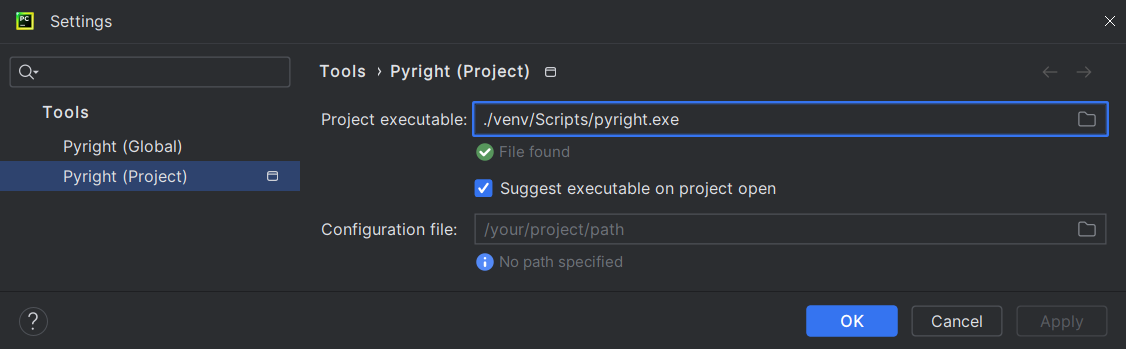 PC
Settings
Tools
Pyright (Global)
Pyright (Project)
Tools › Pyright (Project)
Project executable: ./venv/Scripts/pyright.exe
File found
Suggest executable on project open
Configuration file: /your/project/path
No path specified
?
OK Cancel Apply